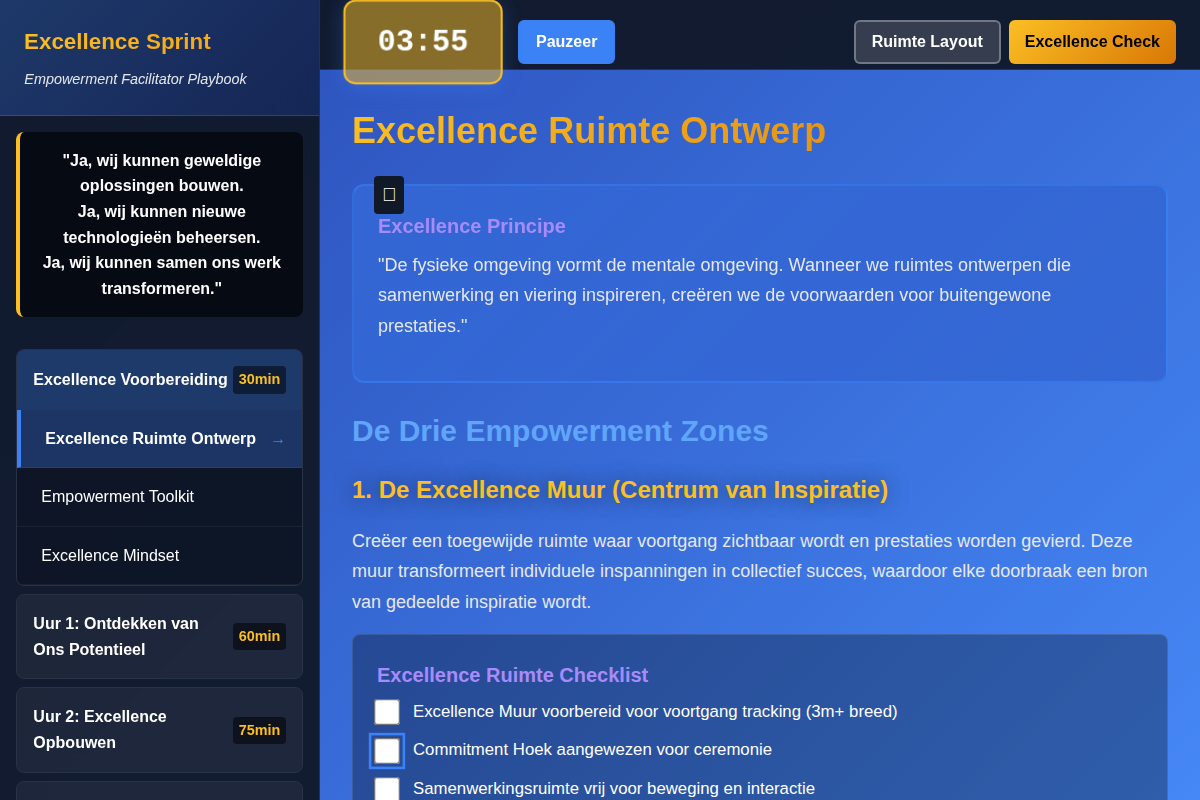 Excellence Sprint
Empowerment Facilitator Playbook
"Ja, wij kunnen geweldige
oplossingen bouwen.
Ja, wij kunnen nieuwe
technologieën beheersen.
Ja, wij kunnen samen ons werk
transformeren."
Excellence Voorbereiding 30min
Excellence Ruimte Ontwerp →
Empowerment Toolkit
Excellence Mindset
Uur 1: Ontdekken van
Ons Potentieel
60min
Uur 2: Excellence
Opbouwen
75min
03:55
Pauzeer
Ruimte Layout
Excellence Check
Excellence Ruimte Ontwerp
Excellence Principe
"De fysieke omgeving vormt de mentale omgeving. Wanneer we ruimtes ontwerpen die
samenwerking en viering inspireren, creëren we de voorwaarden voor buitengewone
prestaties."
De Drie Empowerment Zones
1. De Excellence Muur (Centrum van Inspiratie)
Creëer een toegewijde ruimte waar voortgang zichtbaar wordt en prestaties worden gevierd. Deze
muur transformeert individuele inspanningen in collectief succes, waardoor elke doorbraak een bron
van gedeelde inspiratie wordt.
Excellence Ruimte Checklist
Excellence Muur voorbereid voor voortgang tracking (3m+ breed)
Commitment Hoek aangewezen voor ceremonie
Samenwerkingsruimte vrij voor beweging en interactie